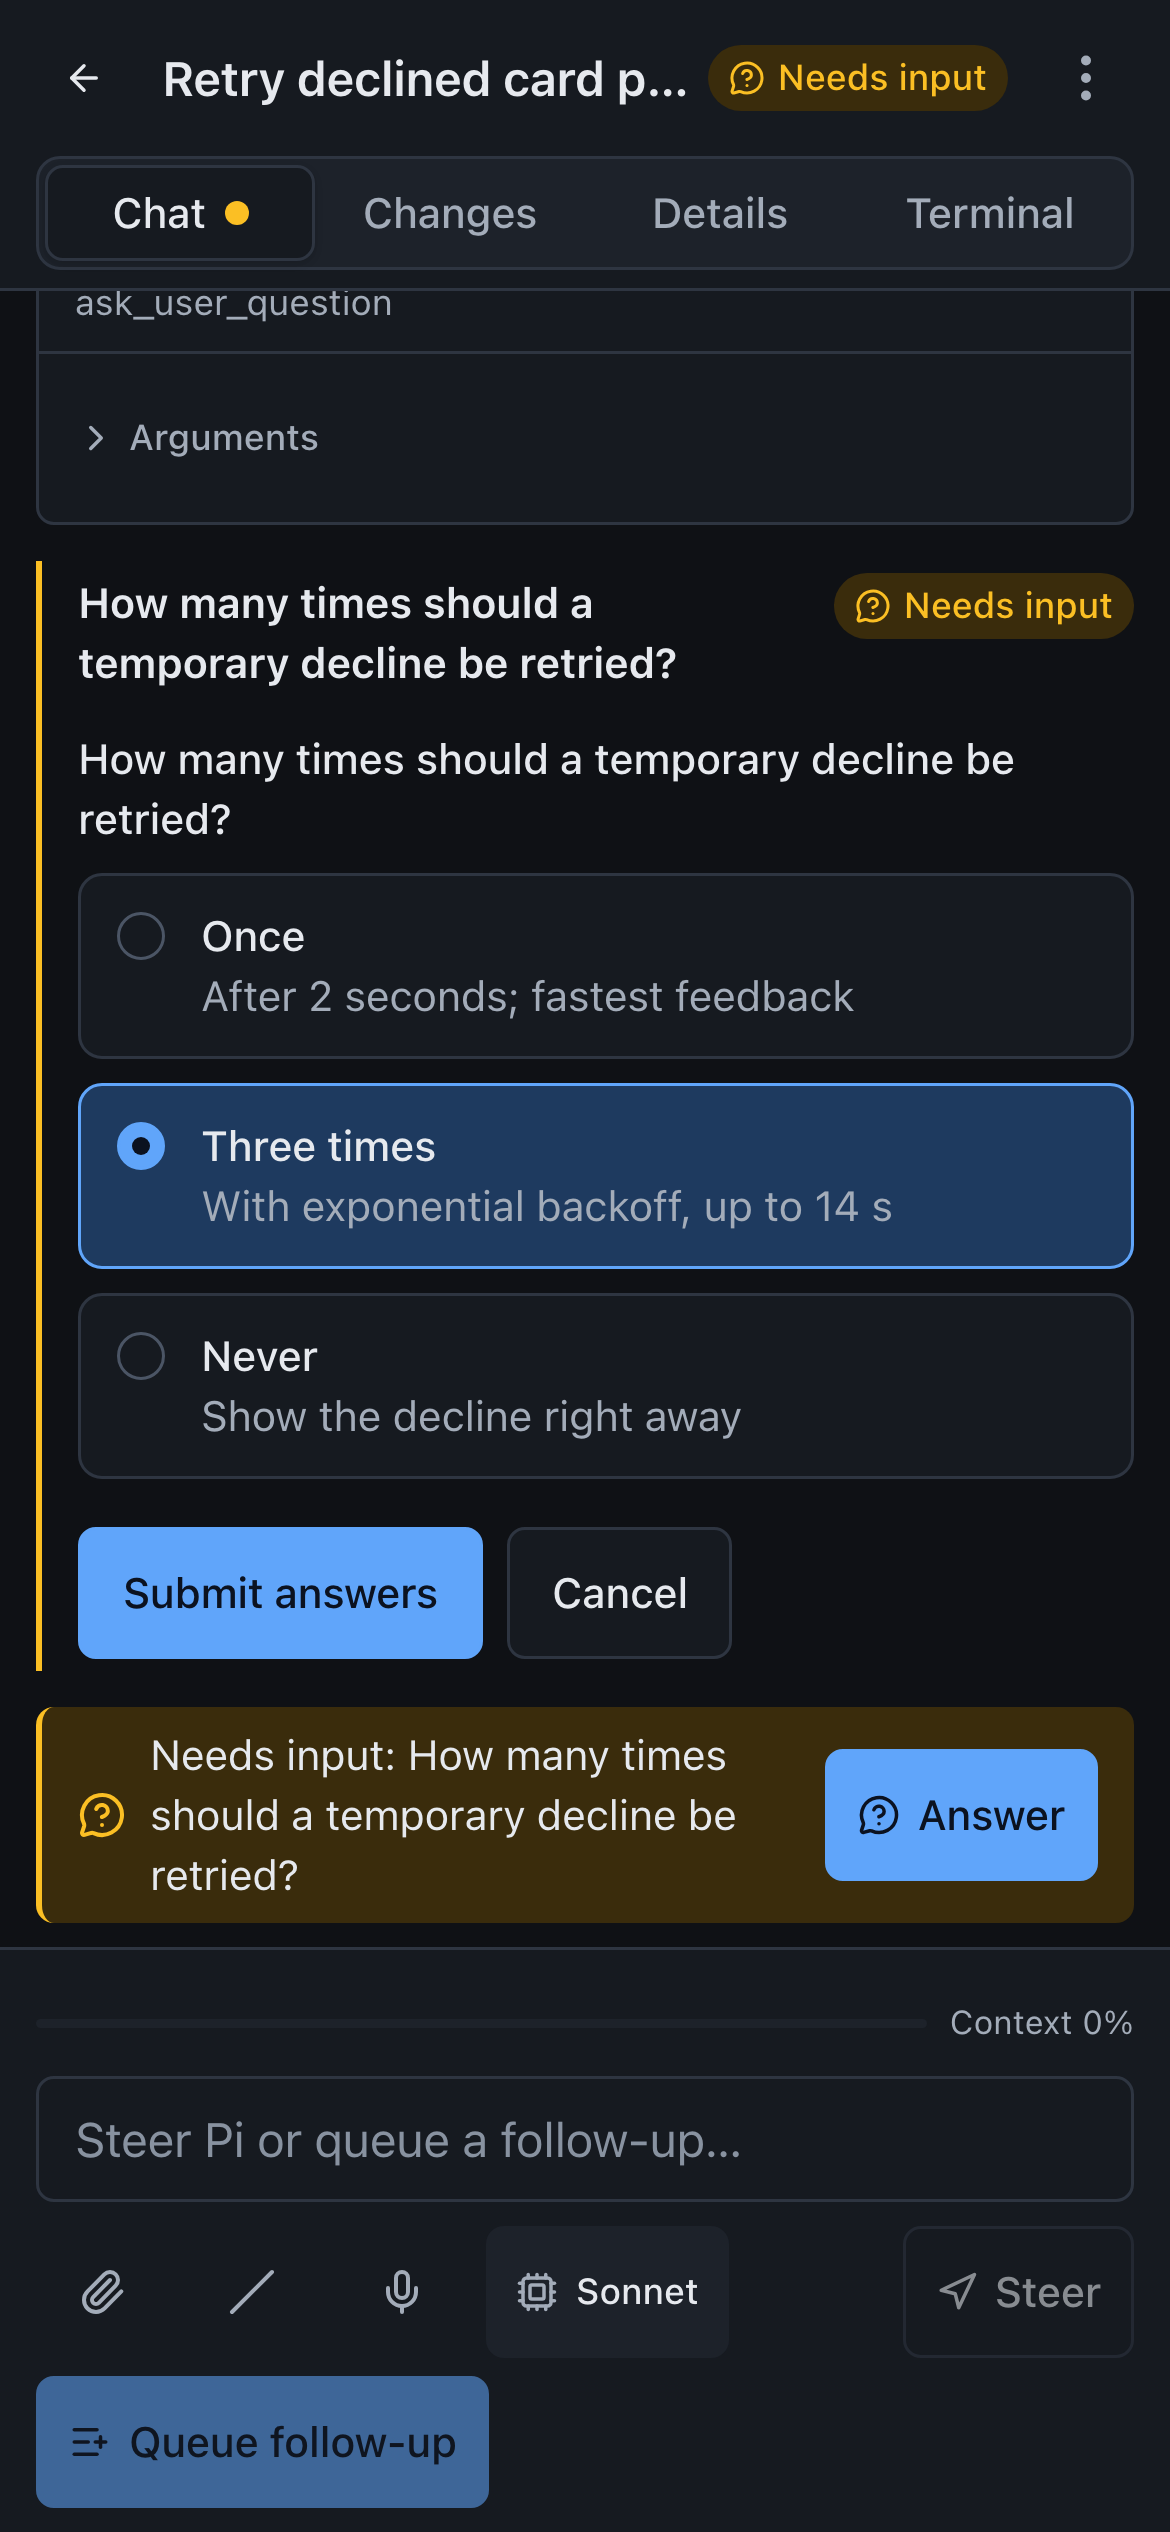 Retry declined card p...
Needs input
Chat
Changes
Details
Terminal
ask_user_question
Arguments
How many times should a
temporary decline be retried?
Needs input
How many times should a temporary decline be
retried?
Once
After 2 seconds; fastest feedback
Three times
With exponential backoff, up to 14 s
Never
Show the decline right away
Submit answers
Cancel
Needs input: How many times
should a temporary decline be
retried?
Answer
Context 0%
Steer Pi or queue a follow-up...
Sonnet
Steer
Queue follow-up